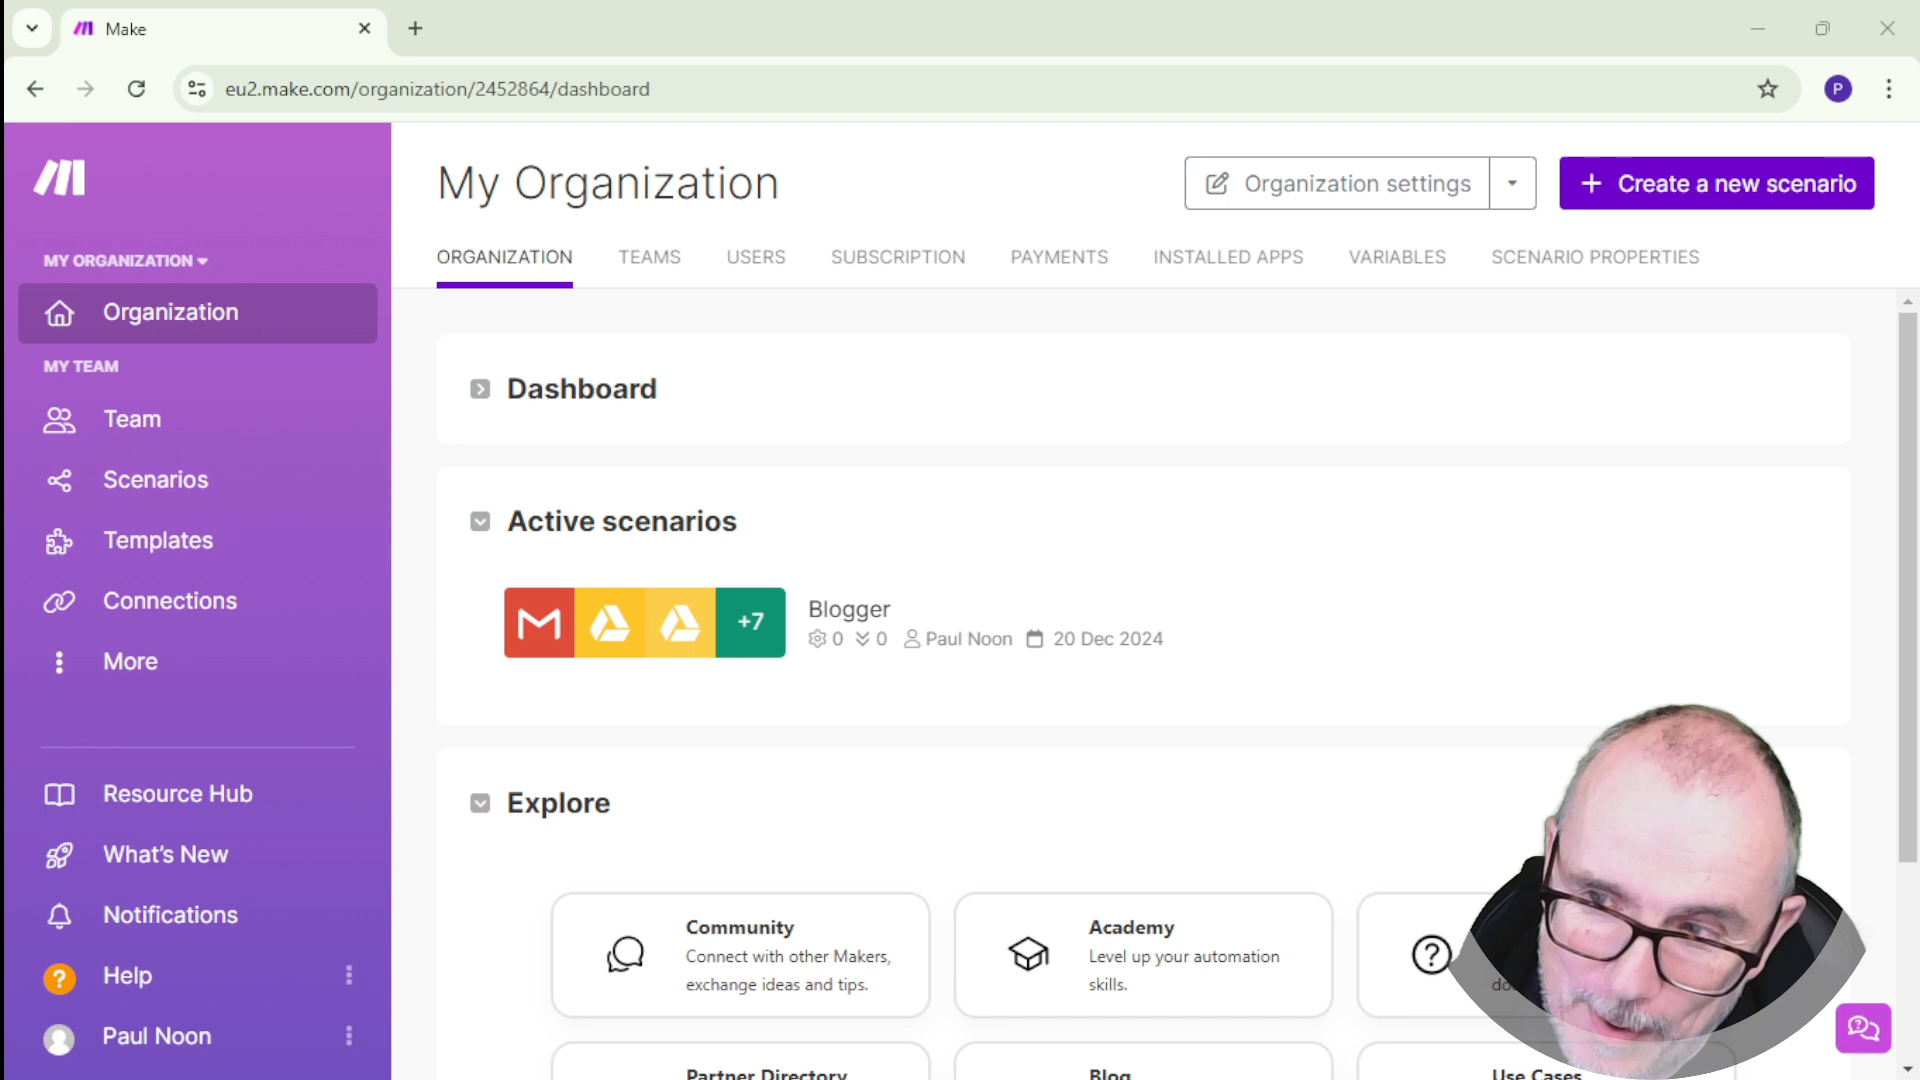 Make
eu2.make.com/organization/2452864/dashboard
P
MY ORGANIZATION
Organization
MY TEAM
Team
Scenarios
Templates
Connections
More
Resource Hub
What's New
Notifications
Help
Paul Noon
My Organization
Organization settings
+ Create a new scenario
ORGANIZATION TEAMS USERS SUBSCRIPTION PAYMENTS INSTALLED APPS VARIABLES SCENARIO PROPERTIES
Dashboard
Active scenarios
+7
Blogger
0 0 Paul Noon 20 Dec 2024
Explore
Community
Connect with other Makers,
exchange ideas and tips.
Academy
Level up your automation
skills.
Partner Directory
Blog
Use Cases